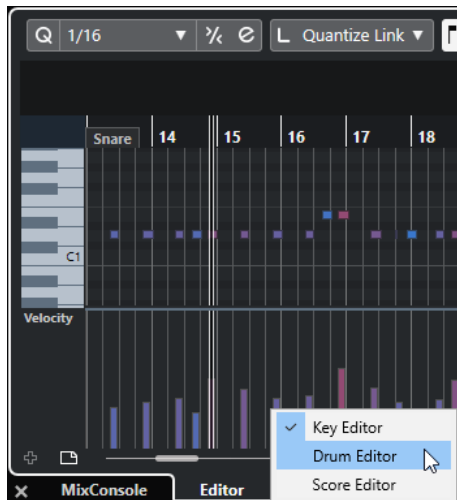 Q 1/16 % e L Quantize Link
Snare 14 15 16 17 18
C1
Velocity
Key Editor
Drum Editor
Score Editor
MixConsole Editor